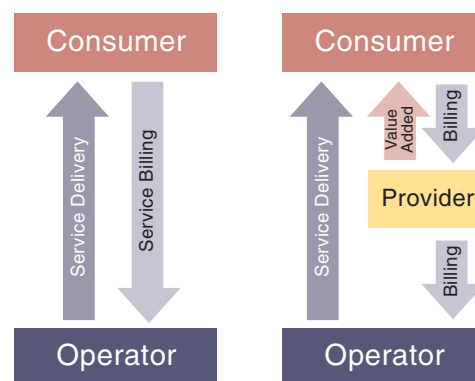 Consumer
Service Delivery
Service Billing
Operator
Consumer
Service Delivery
Value
Added
Billing
Provider
Billing
Operator